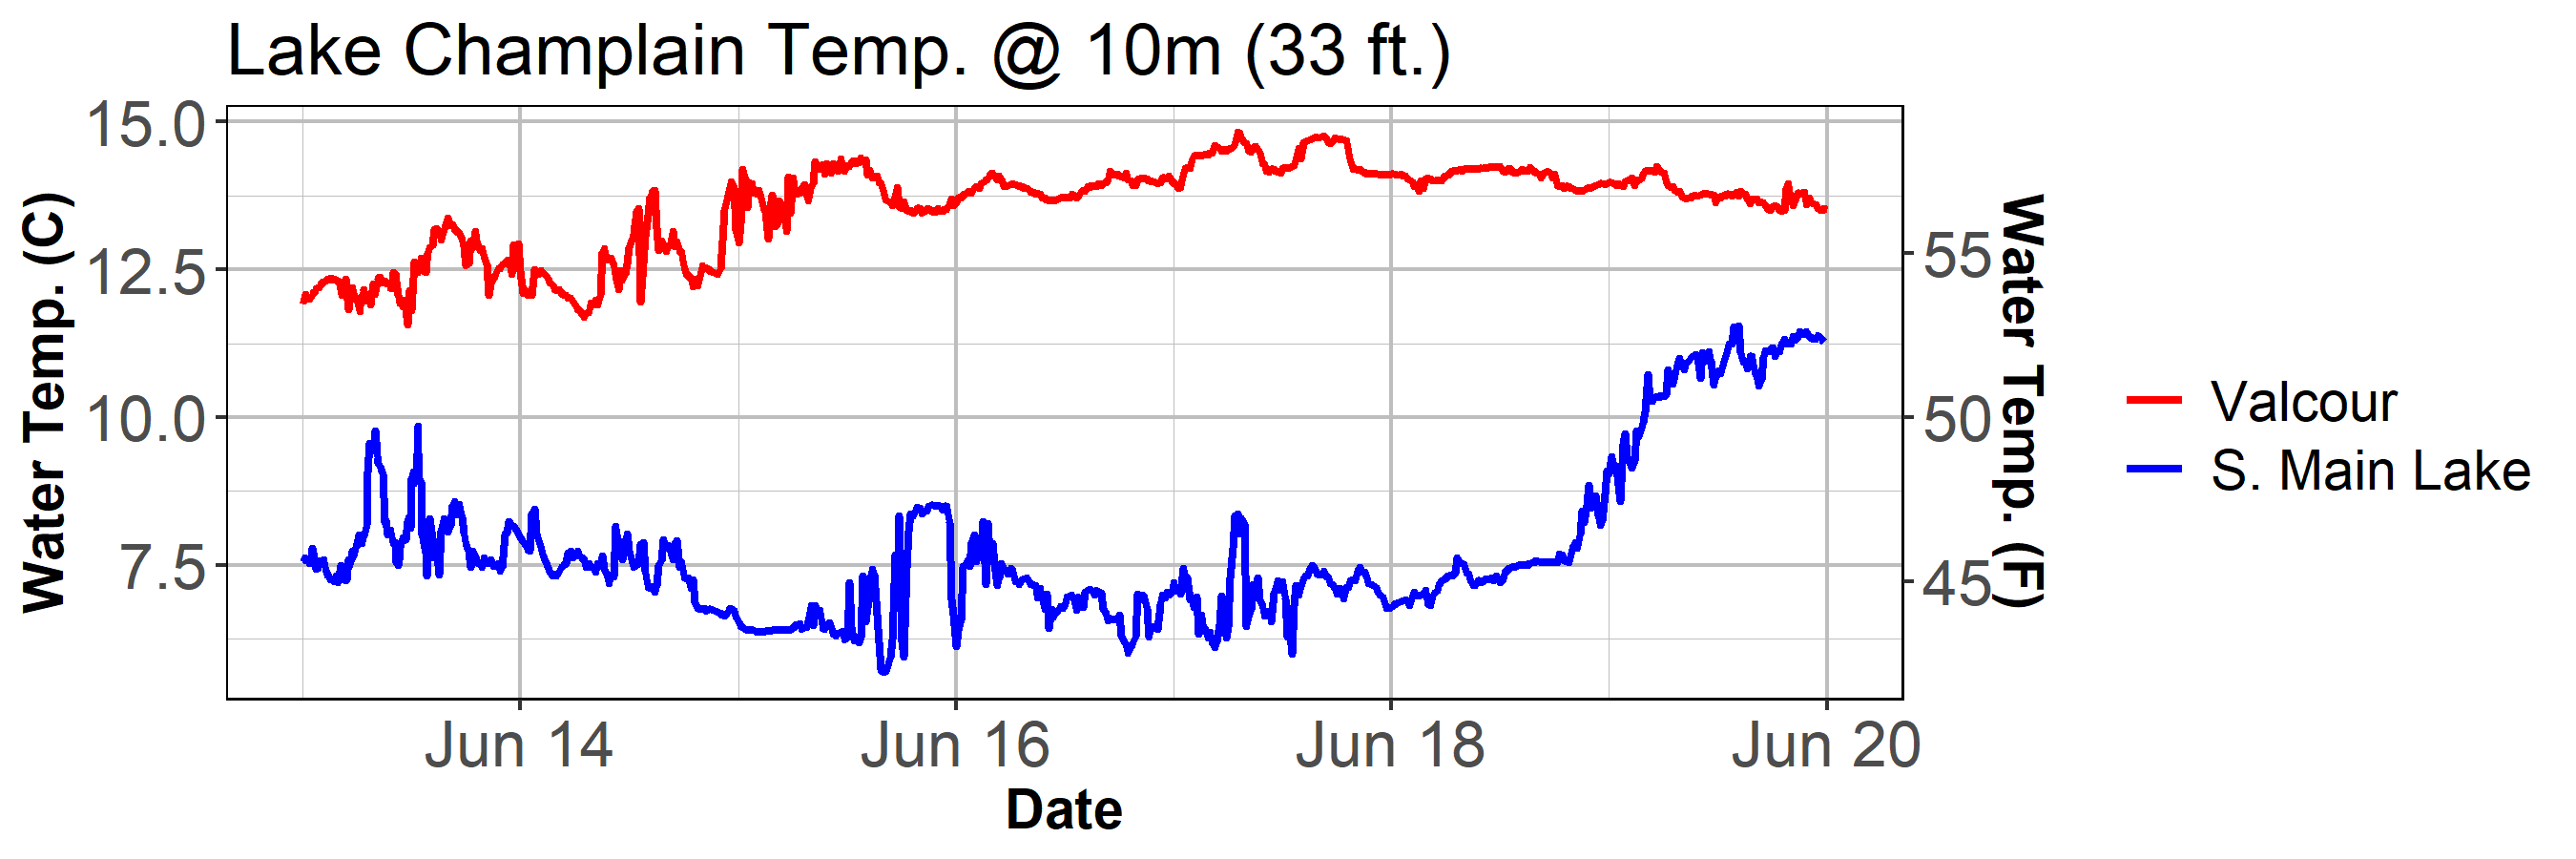 Lake Champlain Temp. @ 10m (33 ft.)
Water Temp. (C)
15.0
12.5
10.0
7.5
55
50
45
Water Temp. (F)
Jun 14
Jun 16
Jun 18
Jun 20
Date
Valcour
S. Main Lake